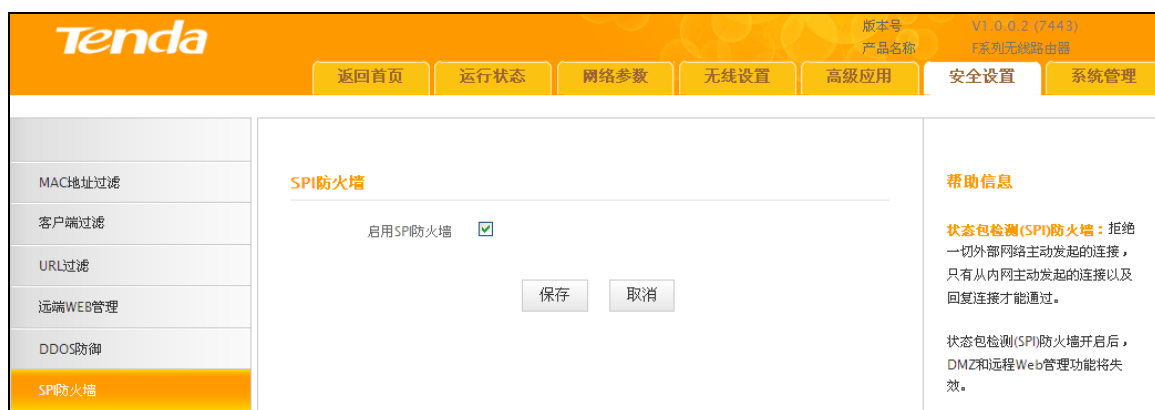 Tenda
版本号 V1.0.0.2 (7443)
产品名称 F系列无线路由器
返回首页 运行状态 网络参数 无线设置 高级应用 安全设置 系统管理
MAC地址过滤
客户端过滤
URL过滤
远端WEB管理
DDOS防御
SPI防火墙
SPI防火墙
启用SPI防火墙
保存 取消
帮助信息
状态包检测(SPI)防火墙：拒绝
一切外部网络主动发起的连接，
只有从内网主动发起的连接以及
回复连接才能通过。
状态包检测(SPI)防火墙开启后，
DMZ和远程Web管理功能将失
效。